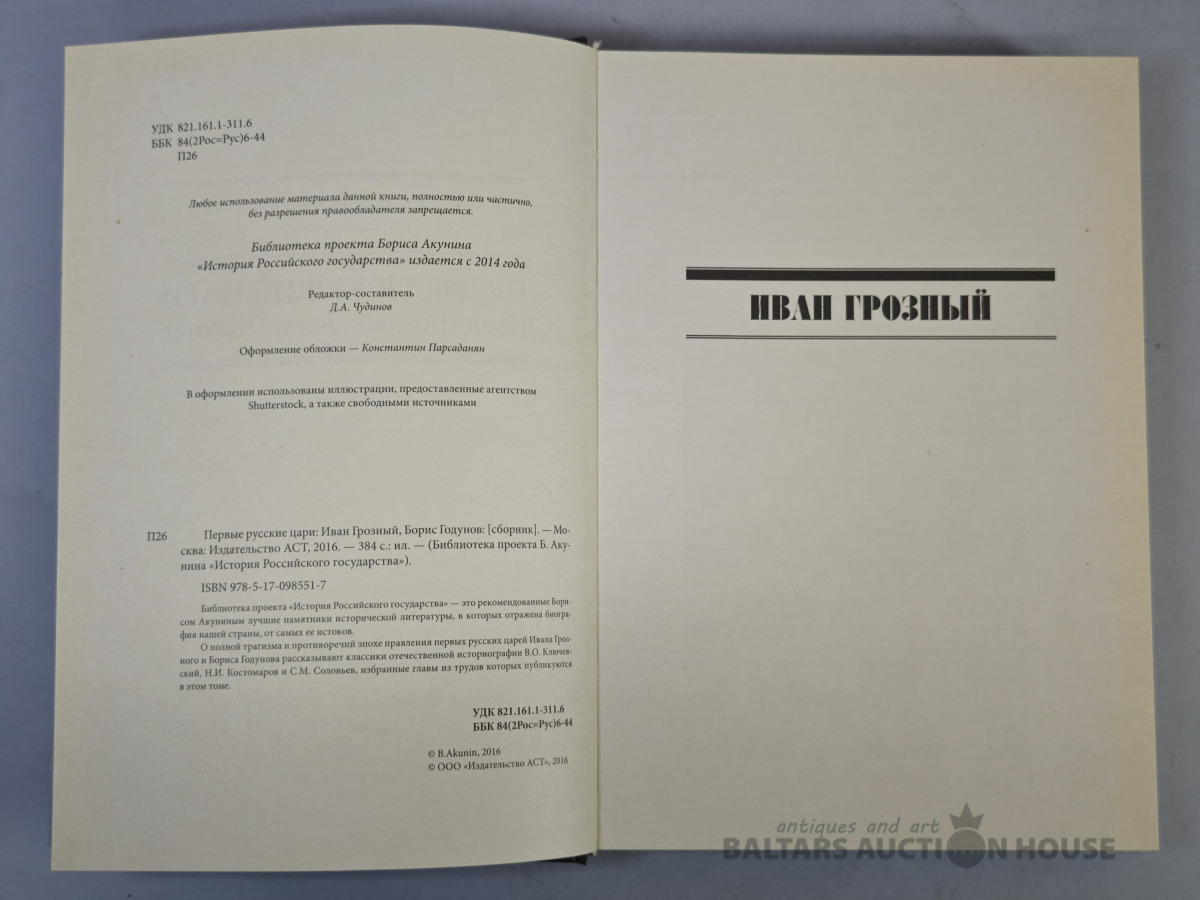 УДК 821.161.1-311.6
ББК 84(2Рос=Рус)6-44
П26
Любое использование материала данной книги, полностью или частично,
без разрешения правообладателя запрещается.
Библиотека проекта Бориса Акунина
«История Российского государства» издается с 2014 года
Редактор-составитель
Д.А. Чудинов
Оформление обложки — Константин Парсаданян
В оформлении использованы иллюстрации, предоставленные агентством
Shutterstock, а также свободными источниками
П26 Первые русские цари: Иван Грозный, Борис Годунов: [сборник]. — Мо-
сква: Издательство АСТ, 2016. — 384 с.: ил. — (Библиотека проекта Б. Аку-
нина «История Российского государства»).
ISBN 978-5-17-098551-7
Библиотека проекта «История Российского государства» — это рекомендованные Бори-
сом Акуниным лучшие памятники исторической литературы, в которых отражена биогра-
фия нашей страны, от самых ее истоков.
О полной трагизма и противоречий эпохе правления первых русских царей Ивана Гроз-
ного и Бориса Годунова рассказывают классики отечественной историографии В.О. Ключев-
ский, Н.И. Костомаров и С.М. Соловьев, избранные главы из трудов которых публикуются
в этом томе.
УДК 821.161.1-311.6
ББК 84(2Рос=Рус)6-44
© B.Akunin, 2016
© ООО «Издательство АСТ», 2016
ИВАН ГРОЗНЫЙ
antiques and art
BALTARS AUCTION HOUSE